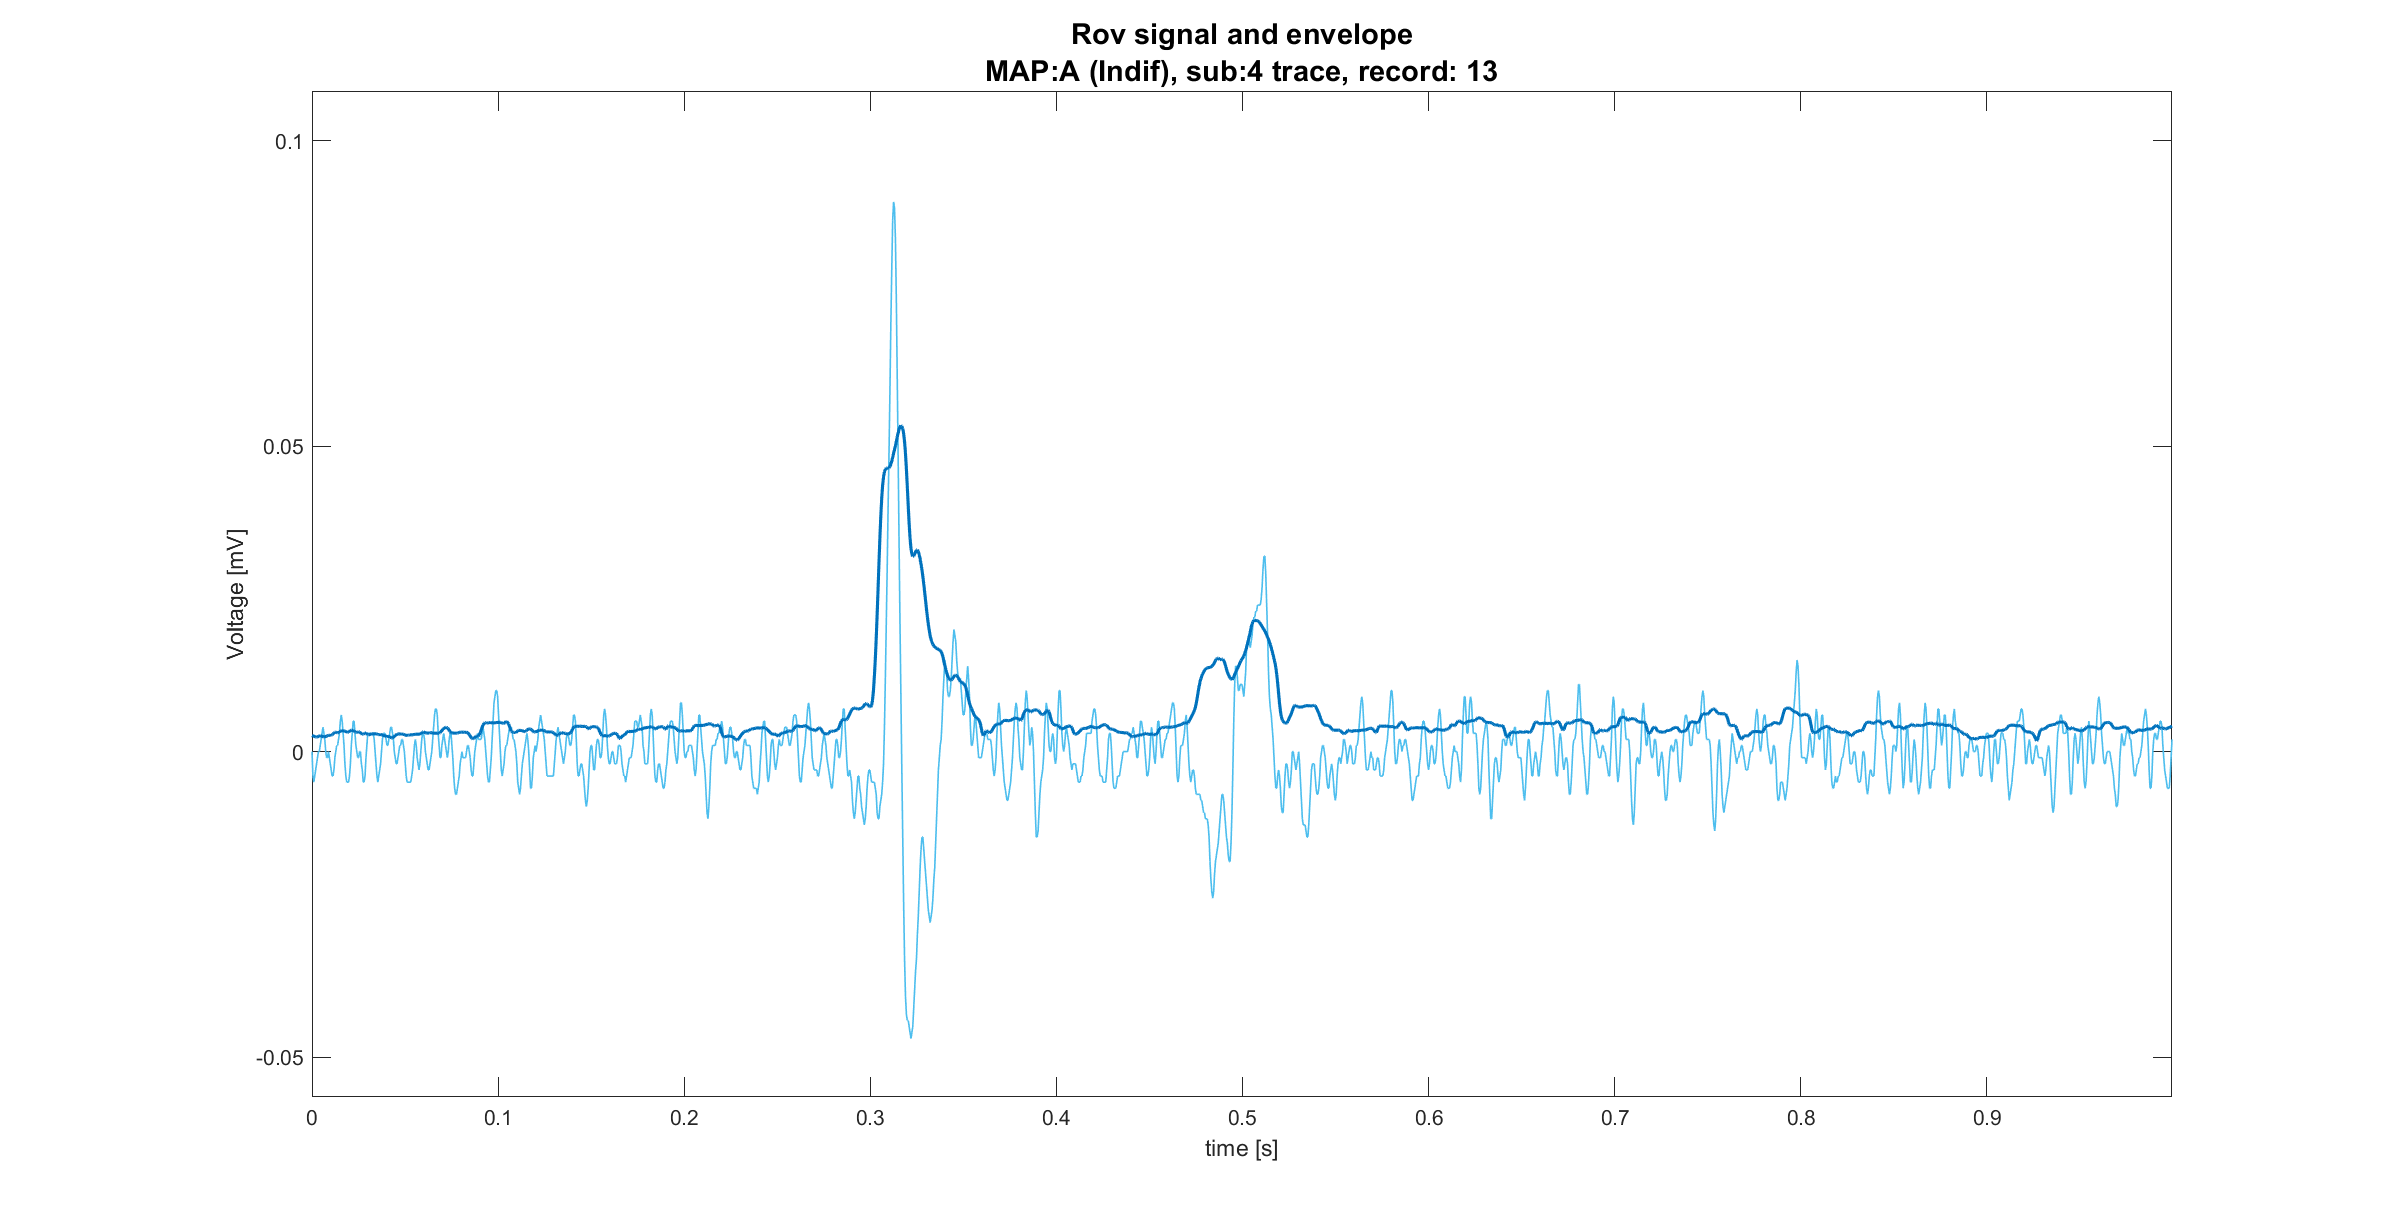 Rov signal and envelope
MAP:A (Indif), sub:4 trace, record: 13
0.1
0.05
0
-0.05
Voltage [mV]
0 0.1 0.2 0.3 0.4 0.5 0.6 0.7 0.8 0.9
time [s]